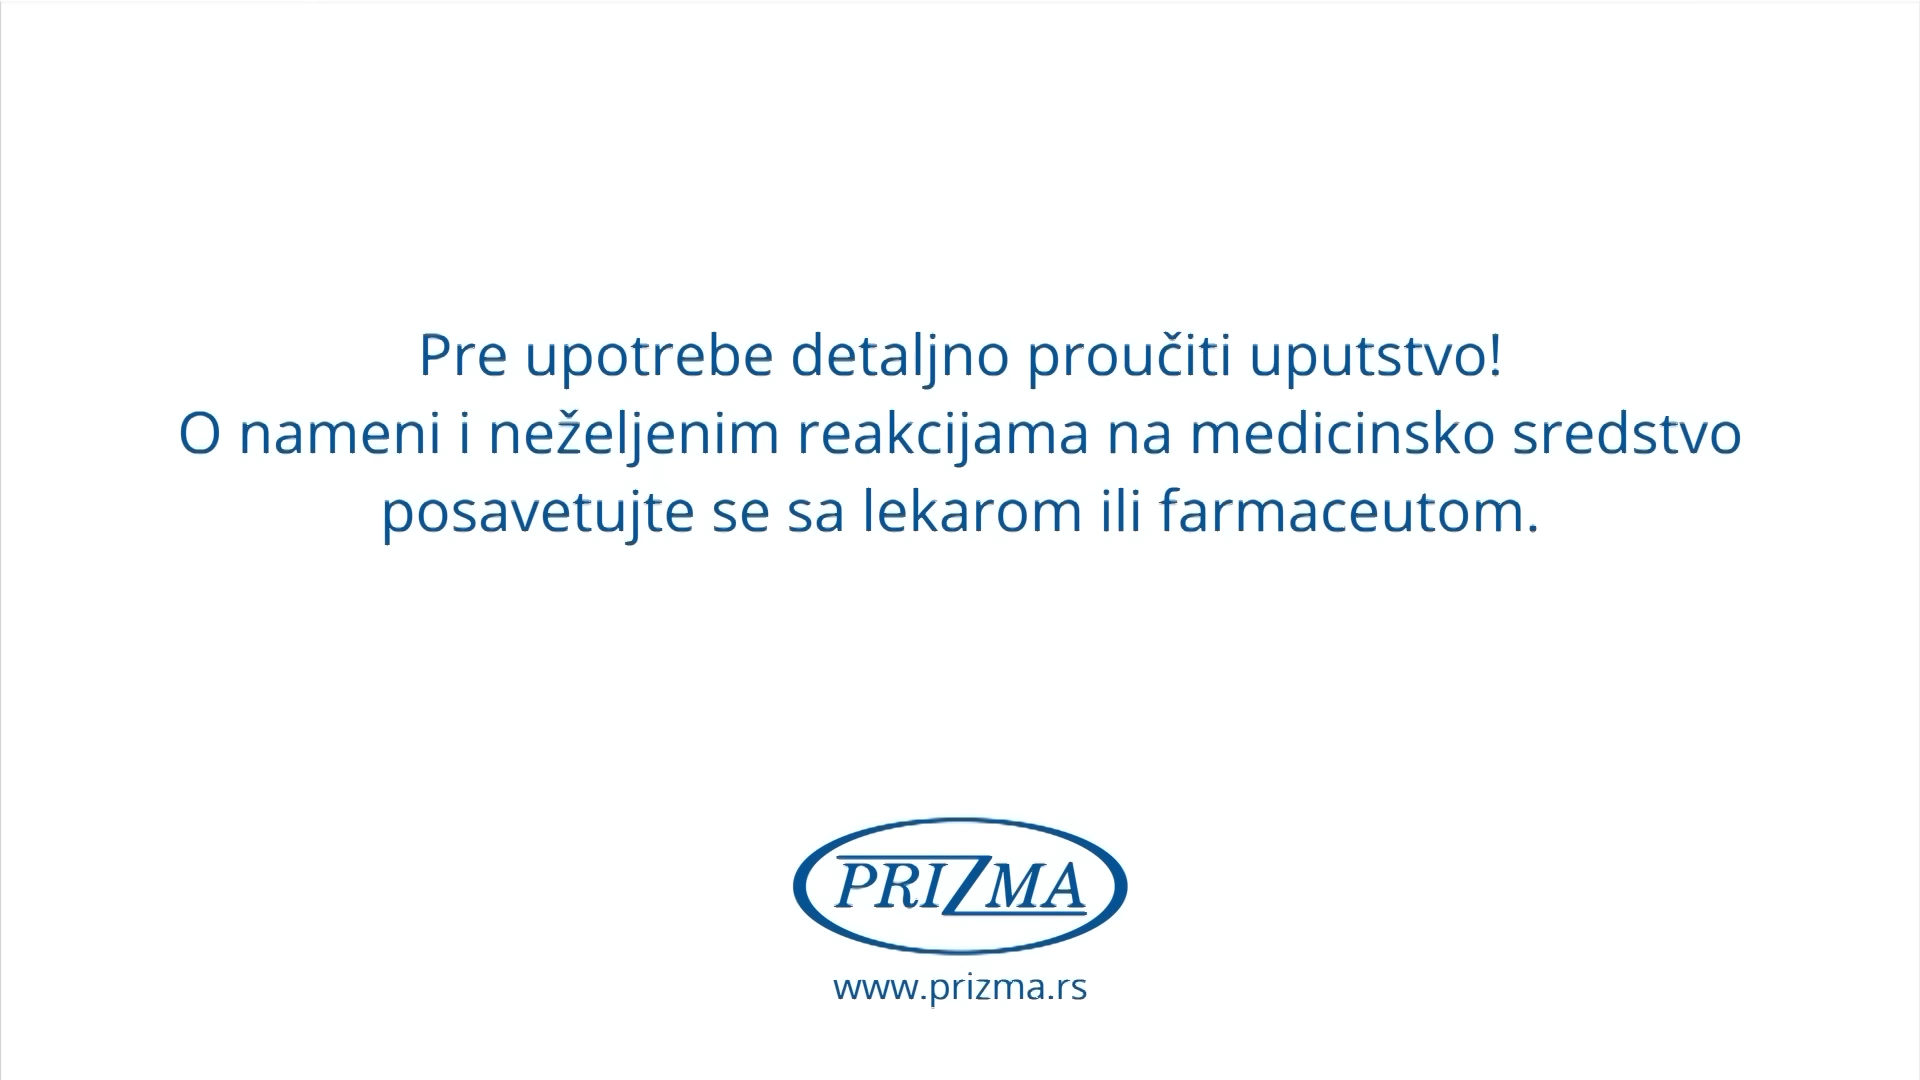 Pre upotrebe detaljno proučiti uputstvo!
O nameni i neželjenim reakcijama na medicinsko sredstvo
posavetujte se sa lekarom ili farmaceutom.
PRIZMA
www.prizma.rs